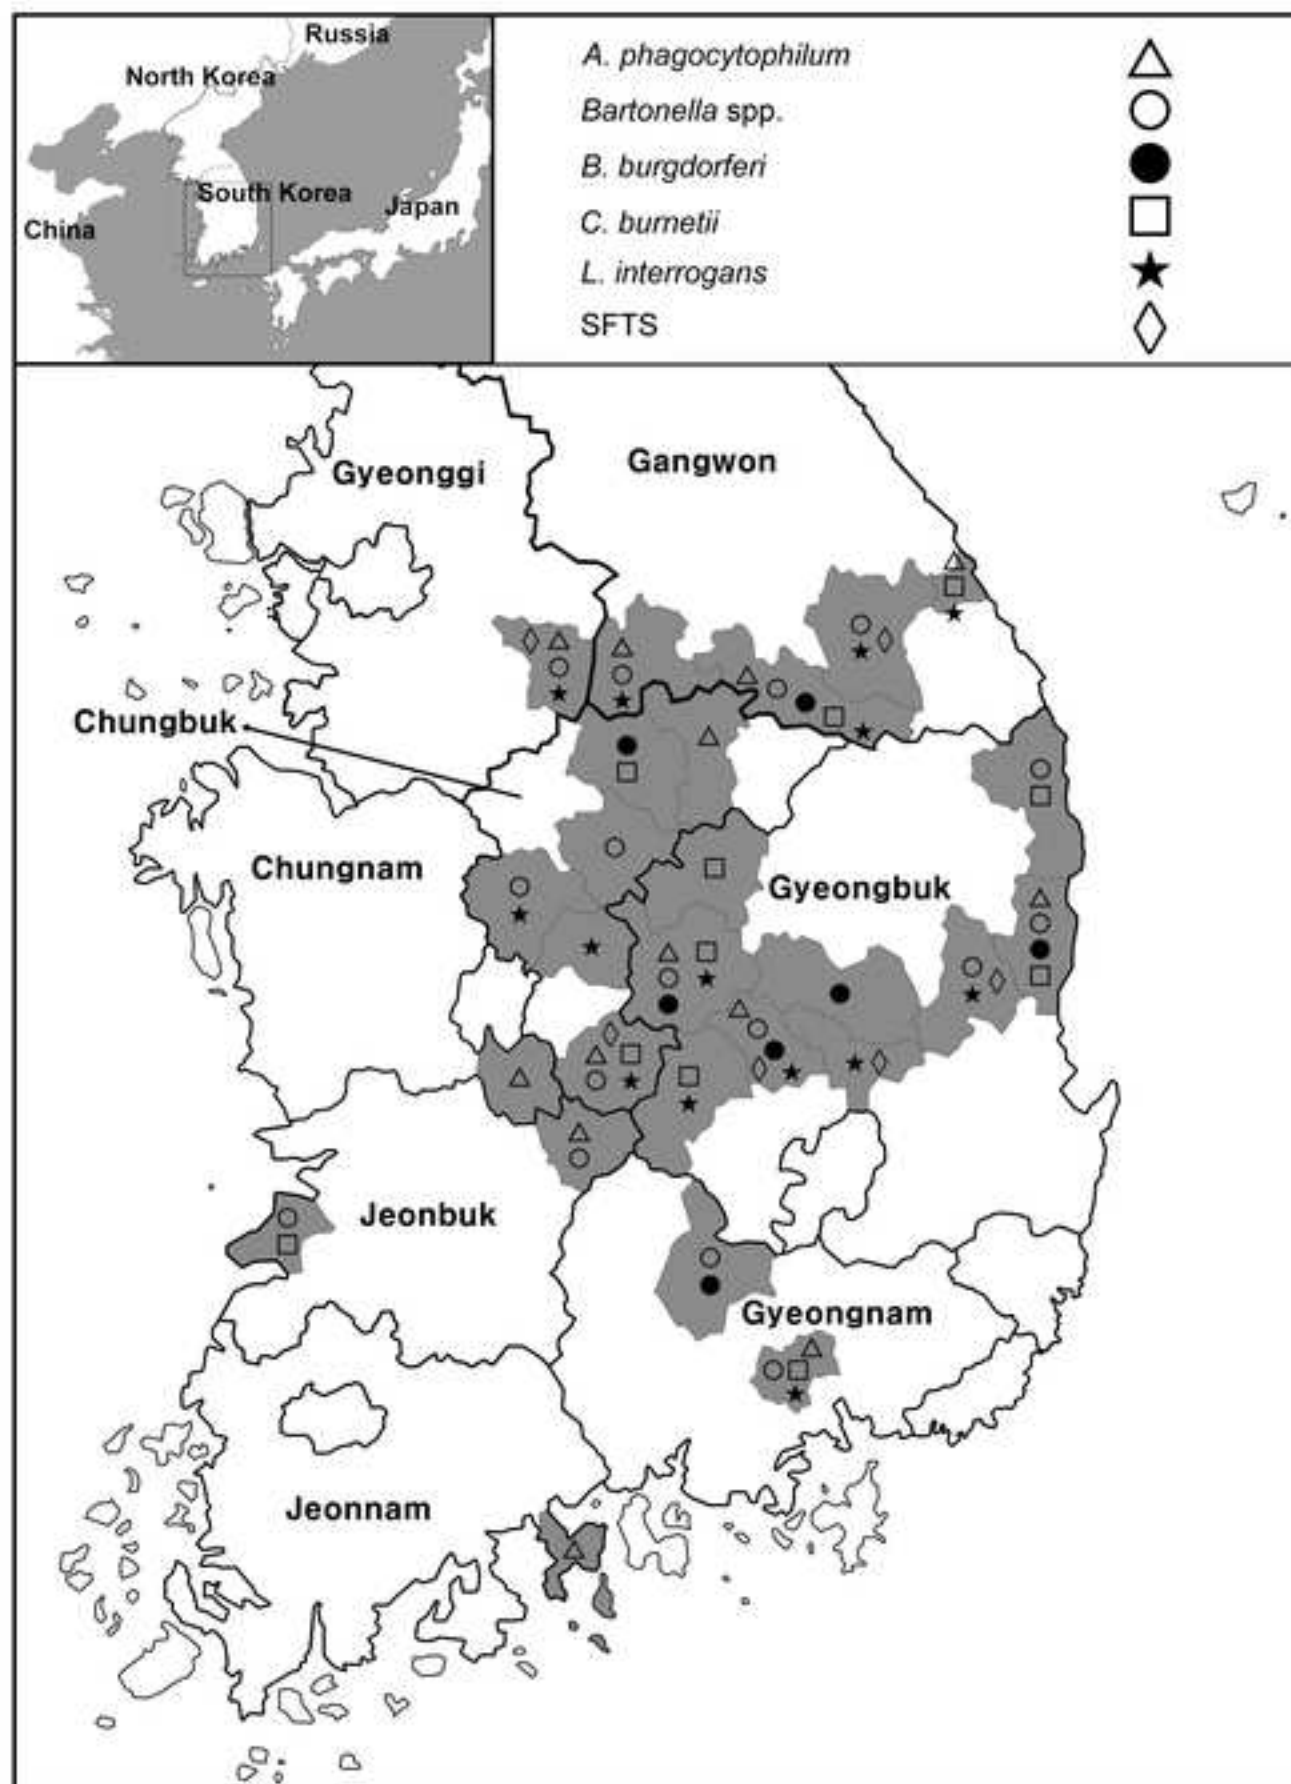 Russia
North Korea
South Korea
Japan
China
A. phagocytophilum
Bartonella spp.
B. burgdorferi
C. burnetii
L. interrogans
SFTS
Gyeonggi
Gangwon
Chungbuk
Chungnam
Gyeongbuk
Jeonbuk
Gyeongnam
Jeonnam